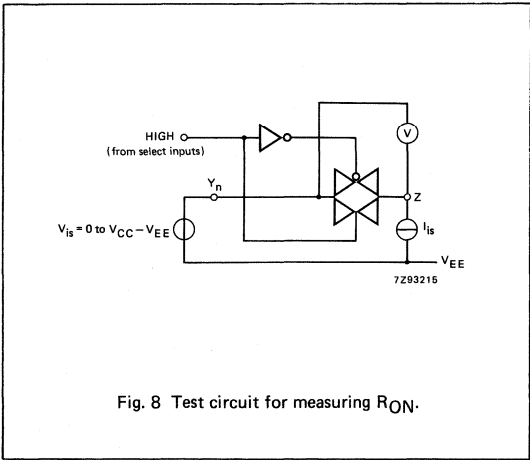 HIGH
(from select inputs)
V
Yn
Z
Vis = 0 to VCC – VEE
Iis
VEE
7Z93215
Fig. 8 Test circuit for measuring RON.